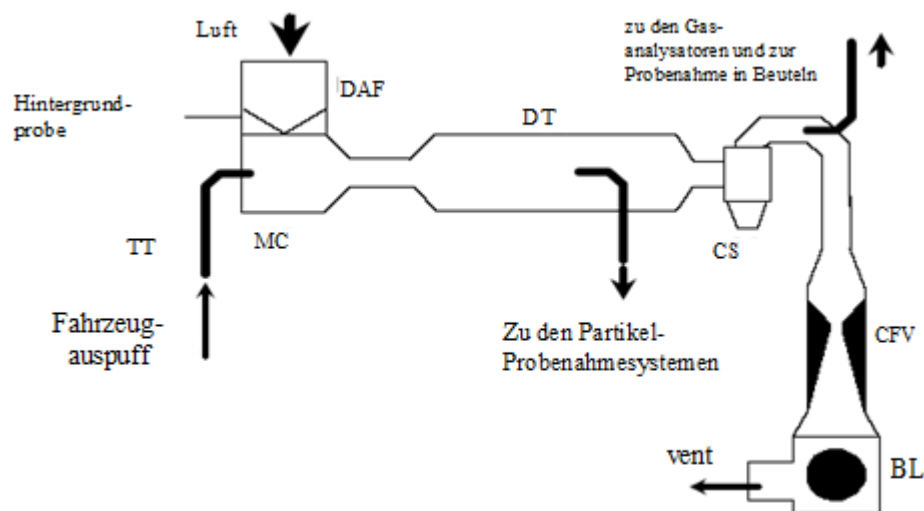 Luft
zu den Gas-
analysatoren und zur
Probenahme in Beuteln
DAF
Hintergrund-
probe
DT
MC
TT
CS
Fahrzeug-
auspuff
Zu den Partikel-
Probenahmesystemen
CFV
vent
BL